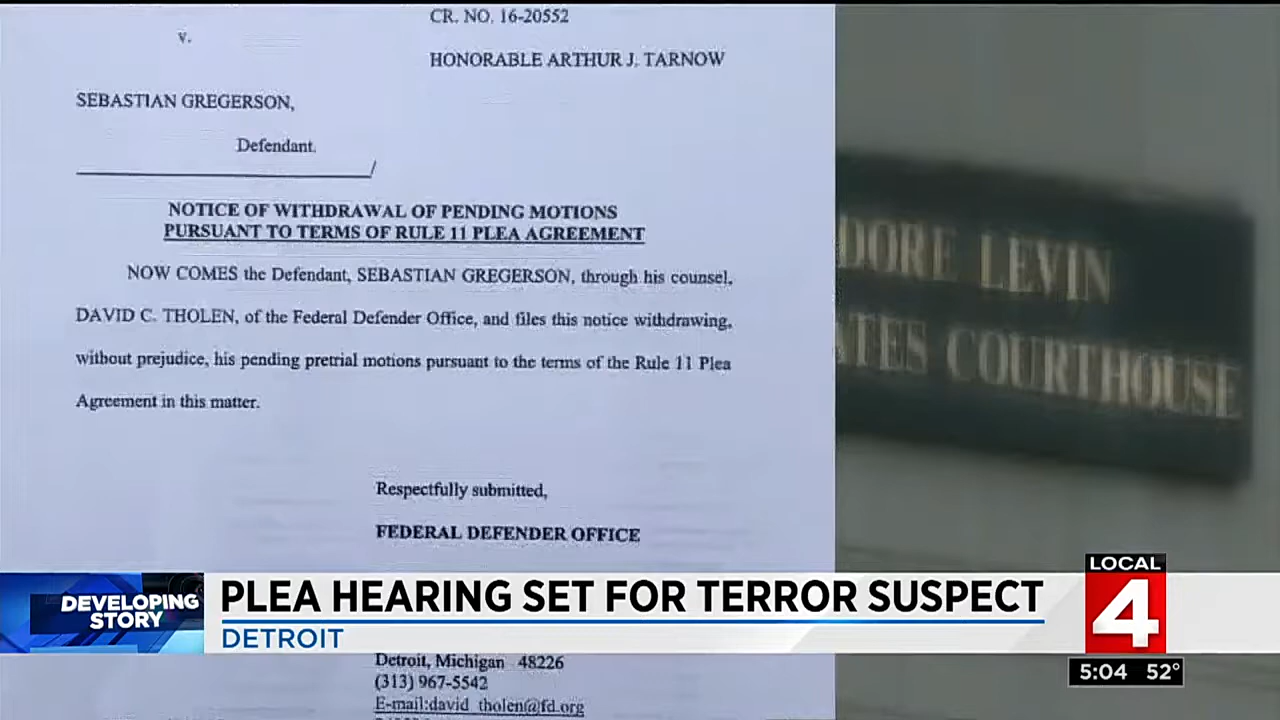 CR. NO. 16-20552
v.
HONORABLE ARTHUR J. TARNOW
SEBASTIAN GREGERSON,
Defendant.
/
NOTICE OF WITHDRAWAL OF PENDING MOTIONS
PURSUANT TO TERMS OF RULE 11 PLEA AGREEMENT
NOW COMES the Defendant, SEBASTIAN GREGERSON, through his counsel,
DAVID C. THOLEN, of the Federal Defender Office, and files this notice withdrawing,
without prejudice, his pending pretrial motions pursuant to the terms of the Rule 11 Plea
Agreement in this matter.
Respectfully submitted,
FEDERAL DEFENDER OFFICE
Detroit, Michigan 48226
(313) 967-5542
E-mail:david_tholen@fd.org
DORE LEVIN
ATES COURTHOUSE
DEVELOPING
STORY
PLEA HEARING SET FOR TERROR SUSPECT
DETROIT
LOCAL
4
5:04 52°